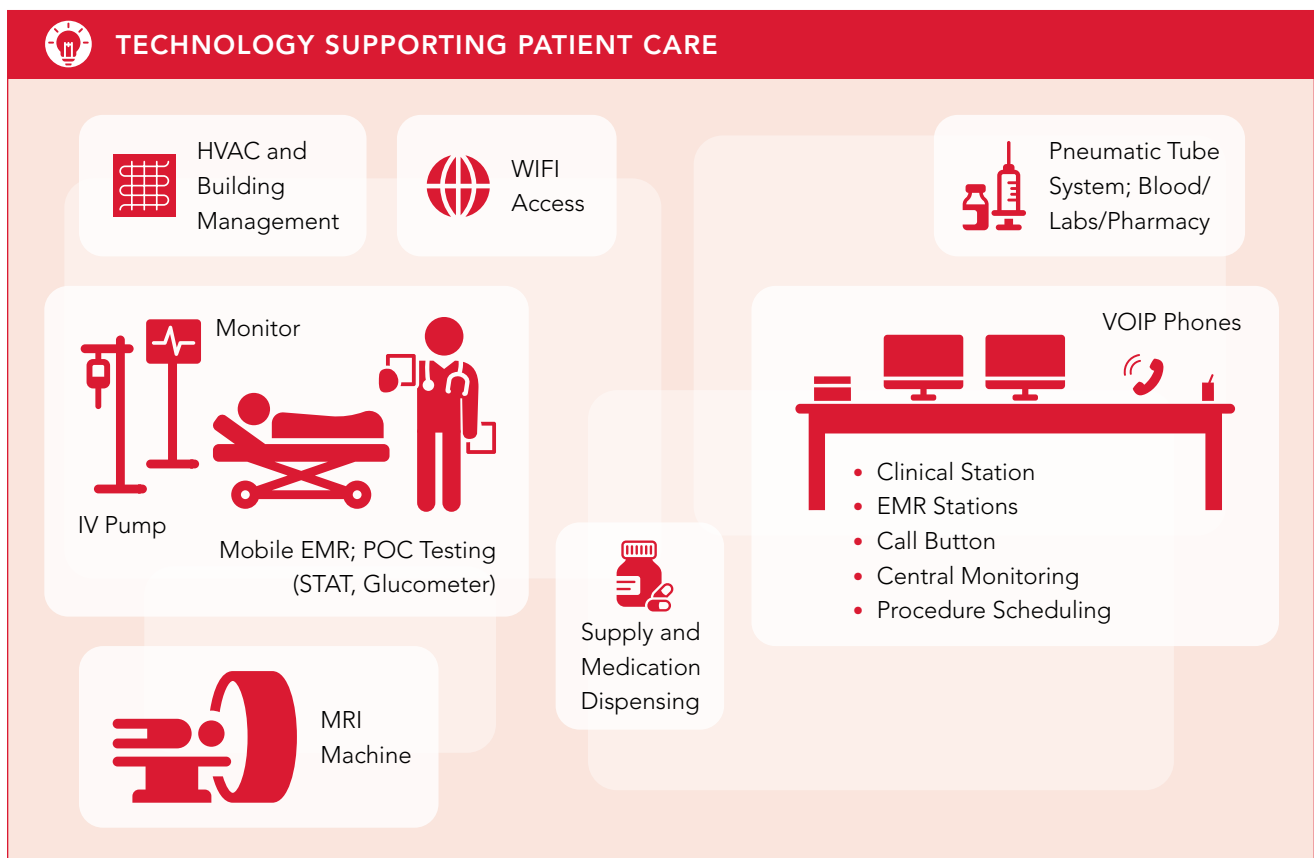 TECHNOLOGY SUPPORTING PATIENT CARE
HVAC and
Building
Management
WIFI
Access
Pneumatic Tube
System; Blood/
Labs/Pharmacy
Monitor
IV Pump
Mobile EMR; POC Testing
(STAT, Glucometer)
VOIP Phones
• Clinical Station
• EMR Stations
• Call Button
• Central Monitoring
• Procedure Scheduling
Supply and
Medication
Dispensing
MRI
Machine